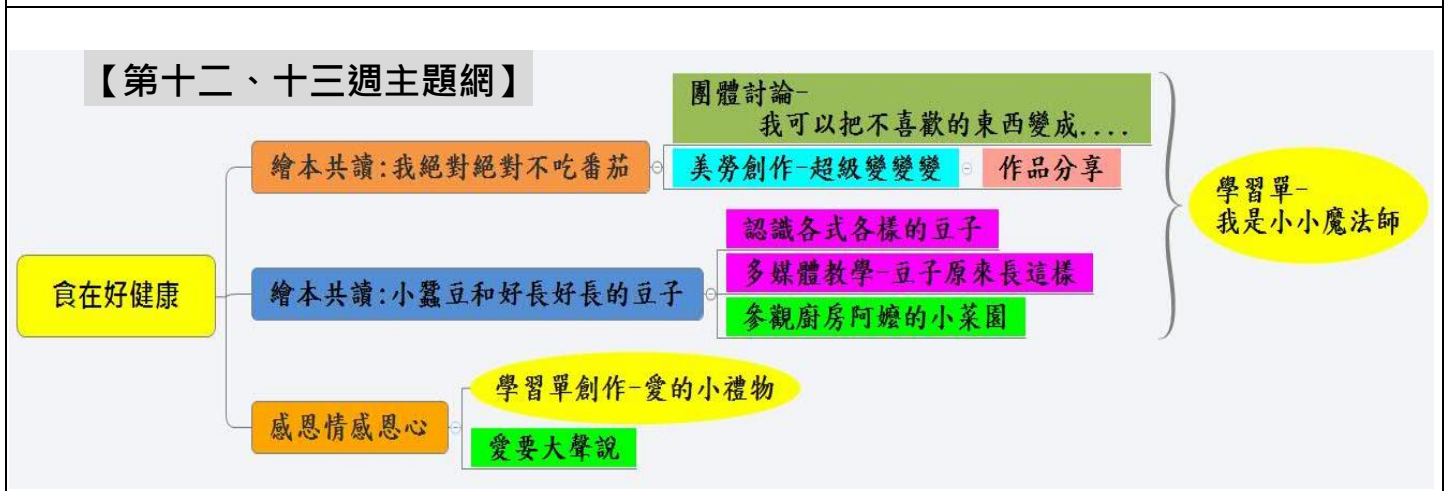 【第十二、十三週主題網】
食在好健康
繪本共讀:我絕對絕對不吃番茄
團體討論-
我可以把不喜歡的東西變成....
美勞創作-超級變變變
作品分享
繪本共讀:小蠶豆和好長好長的豆子
認識各式各樣的豆子
多媒體教學-豆子原來長這樣
參觀廚房阿嬤的小菜園
學習單-
我是小小魔法師
感恩情感恩心
學習單創作-愛的小禮物
愛要大聲說